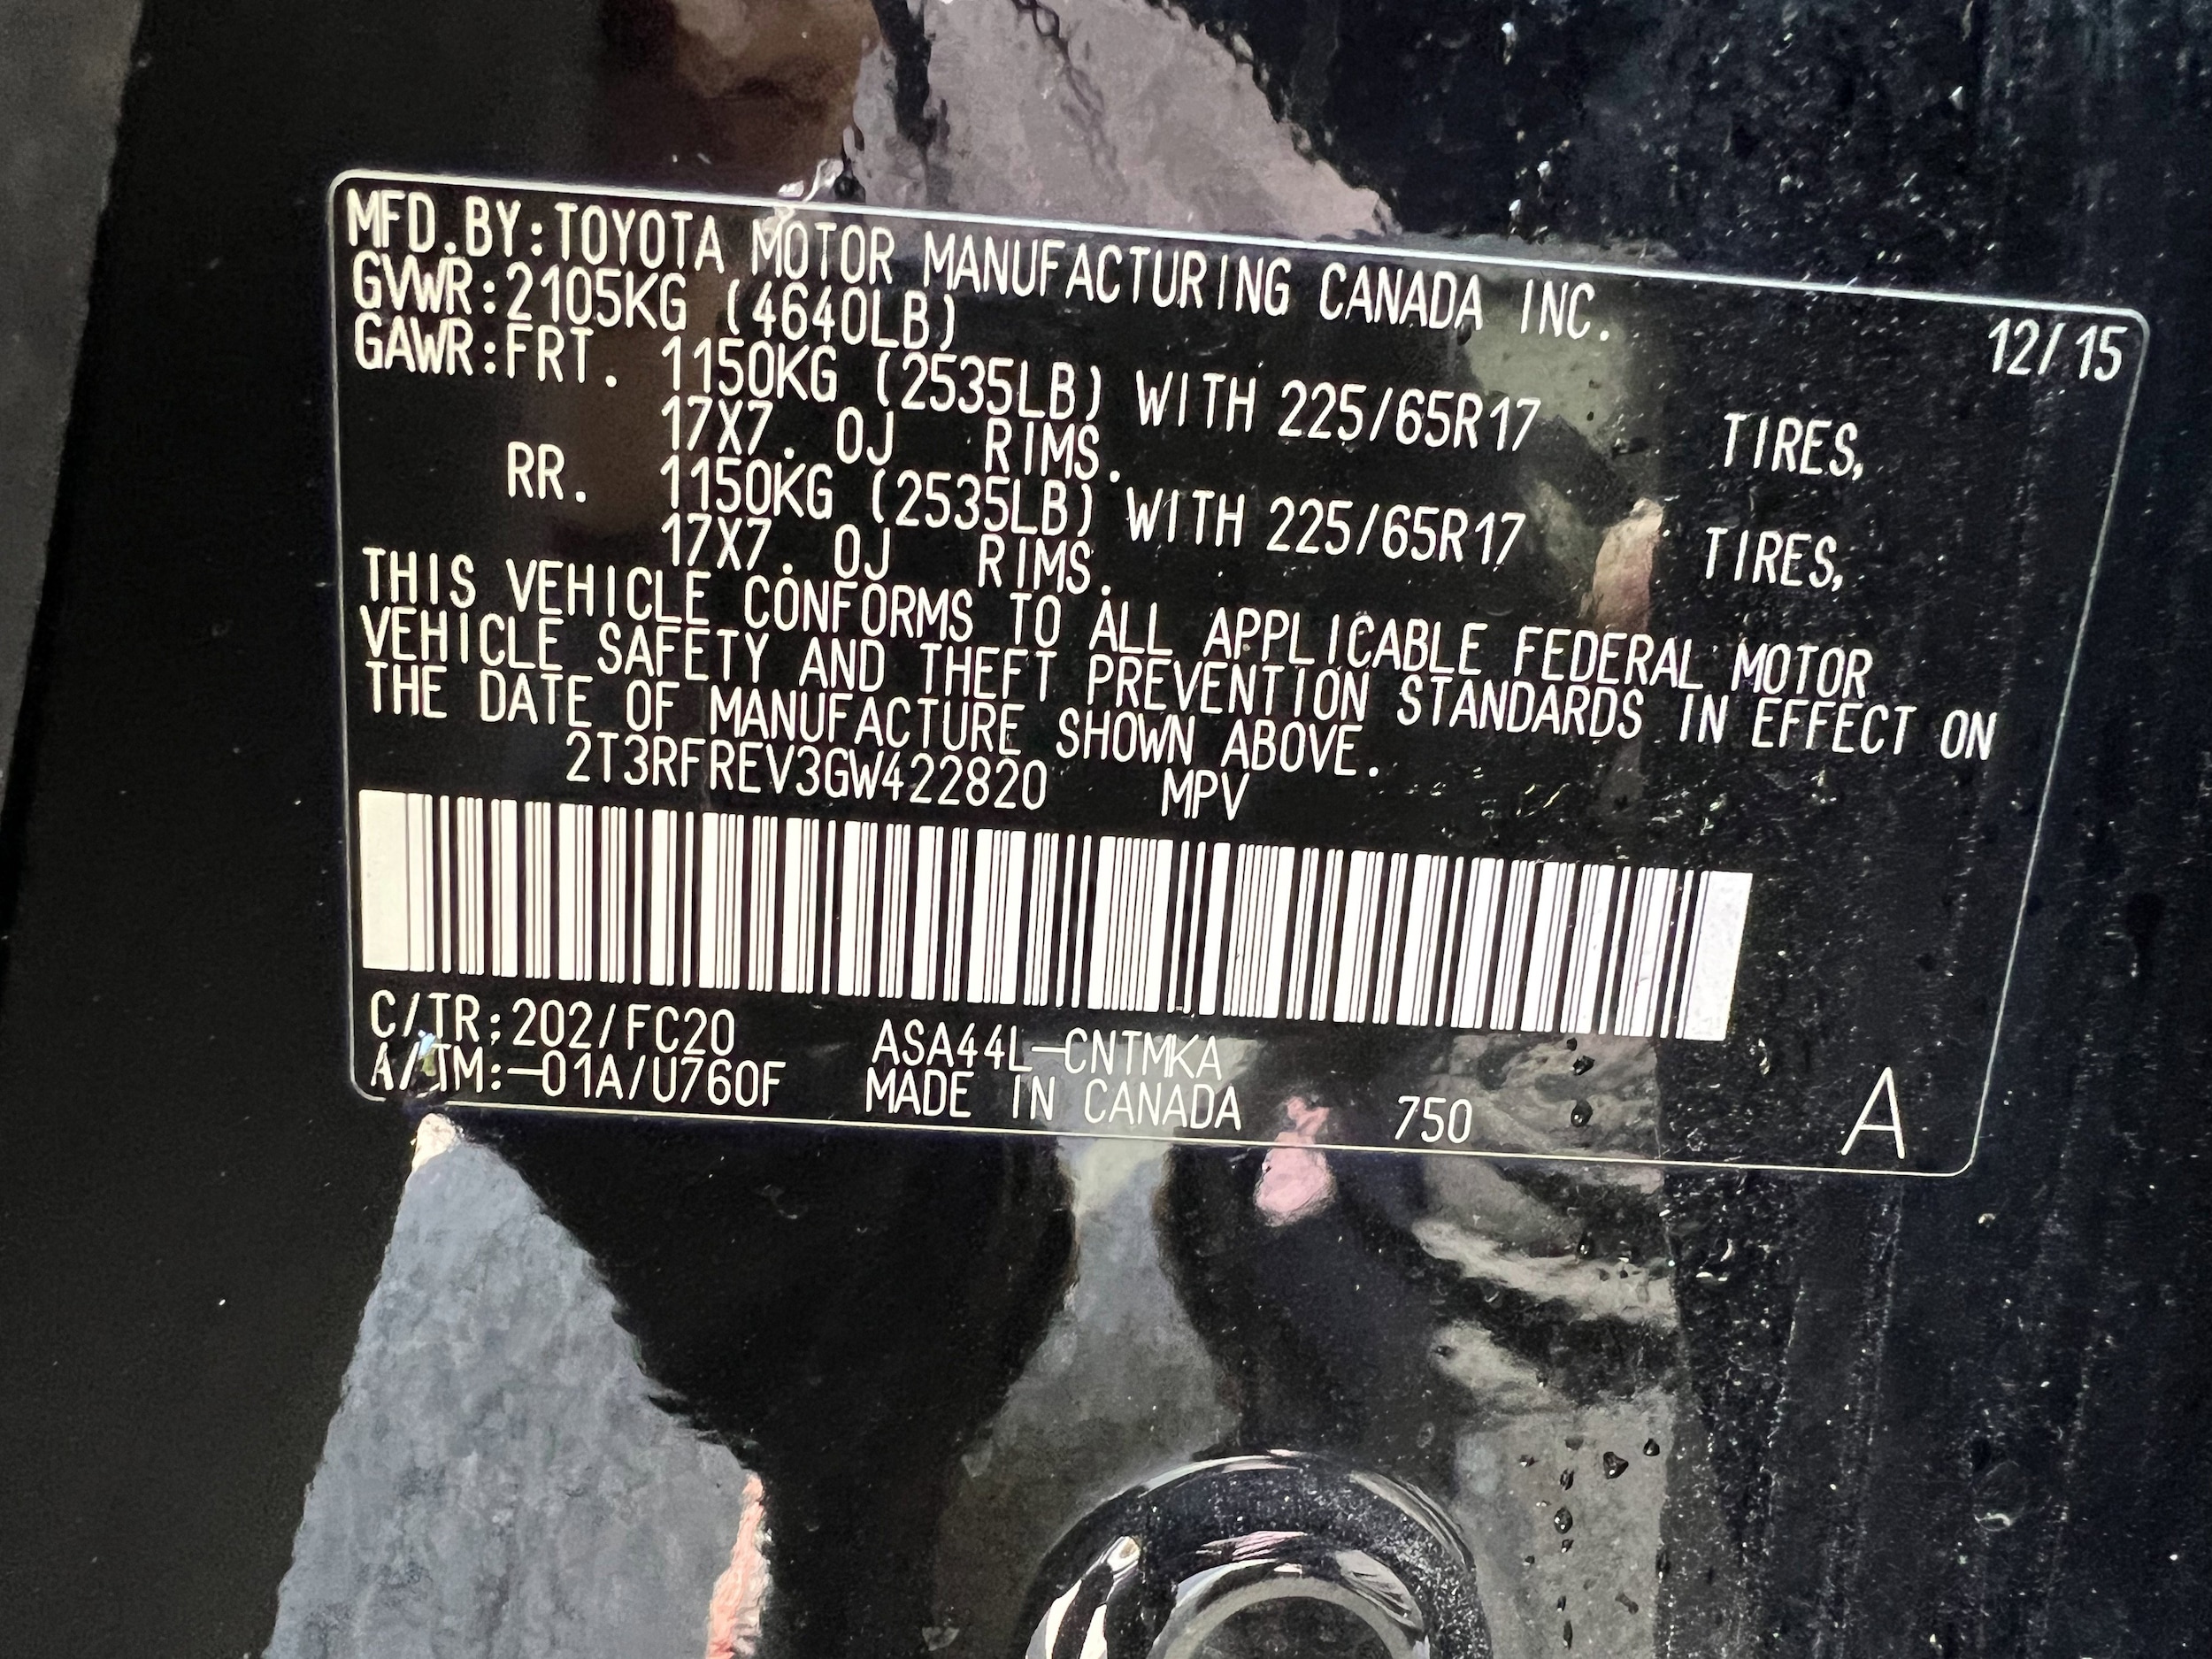 MFD.BY:TOYOTA MOTOR MANUFACTURING CANADA INC. 12/15
GVWR:2105KG (4640LB)
GAWR:FRT. 1150KG (2535LB) WITH 225/65R17 TIRES,
17X7. 0J RIMS.
RR. 1150KG (2535LB) WITH 225/65R17 TIRES,
17X7. 0J RIMS.
THIS VEHICLE CONFORMS TO ALL APPLICABLE FEDERAL MOTOR
VEHICLE SAFETY AND THEFT PREVENTION STANDARDS IN EFFECT ON
THE DATE OF MANUFACTURE SHOWN ABOVE.
2T3RFREV3GW422820 MPV
C/TR:202/FC20 ASA44L-CNTMKA
A/TM:-01A/U760F MADE IN CANADA 750 A